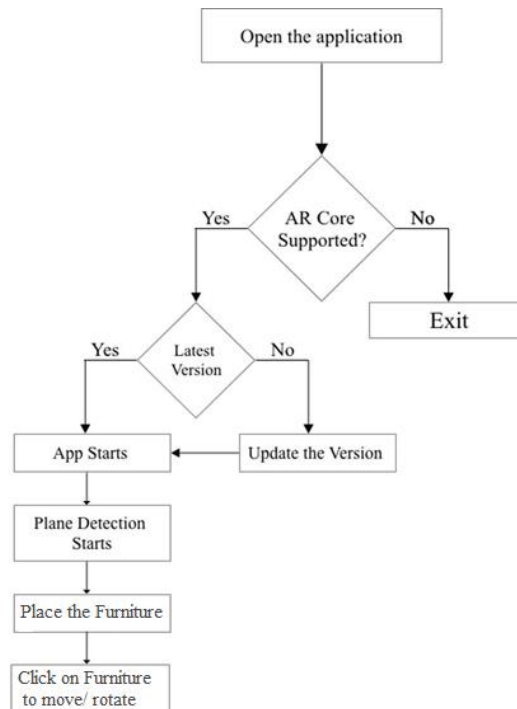 Open the application
Yes
AR Core
Supported?
No
Exit
Yes
Latest
Version
No
App Starts
Update the Version
Plane Detection
Starts
Place the Furniture
Click on Furniture
to move/ rotate